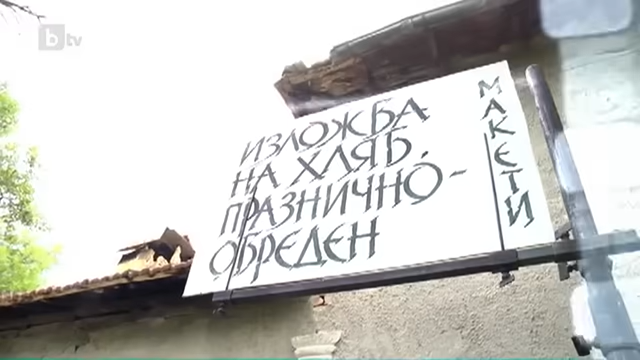 btv
ИЗЛОЖБА
НА ХЛЯБ,
ПРАЗНИЧНО-
ОБРЕДЕН
МАКЕТИ